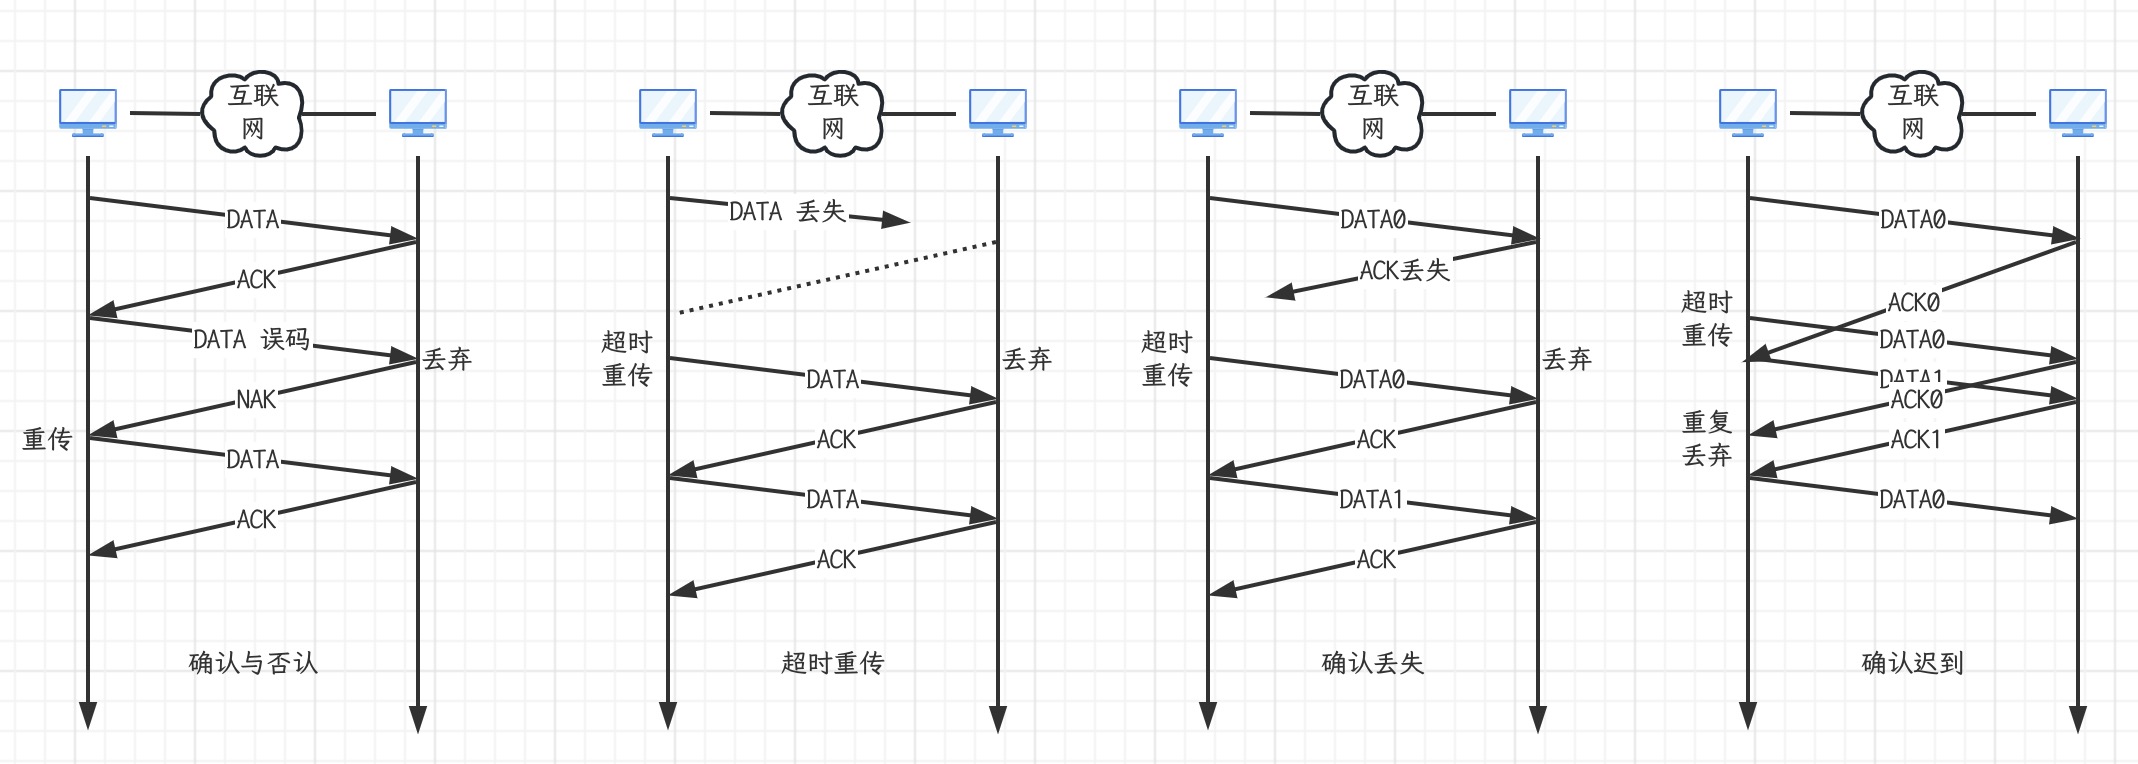 互联
网
DATA
ACK
DATA 误码
丢弃
NAK
重传
DATA
ACK
确认与否认
互联
网
DATA 丢失
超时
重传
丢弃
DATA
ACK
DATA
ACK
超时重传
互联
网
DATA0
ACK丢失
超时
重传
丢弃
DATA0
ACK
DATA1
ACK
确认丢失
互联
网
DATA0
ACK0
超时
重传
DATA0
DATA1
ACK0
重复
丢弃
ACK1
DATA0
确认迟到